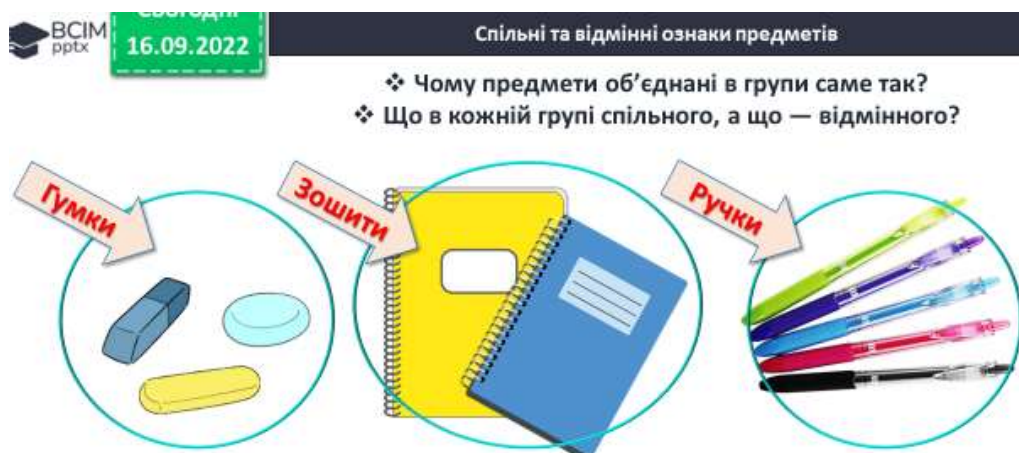 ВСІМ
pptx
Сьогодні
16.09.2022
Спільні та відмінні ознаки предметів
❖ Чому предмети об’єднані в групи саме так?
❖ Що в кожній групі спільного, а що — відмінного?
Гумки
Зошити
Ручки